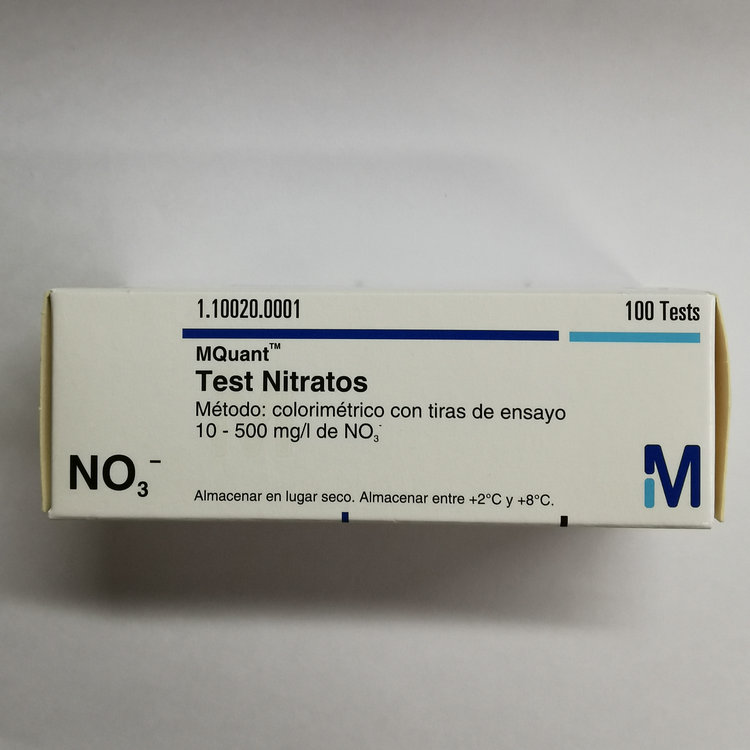 1.10020.0001
100 Tests
MQuant™
Test Nitratos
Método: colorimétrico con tiras de ensayo
10 - 500 mg/l de NO₃⁻
NO₃⁻
Almacenar en lugar seco. Almacenar entre +2°C y +8°C.
M